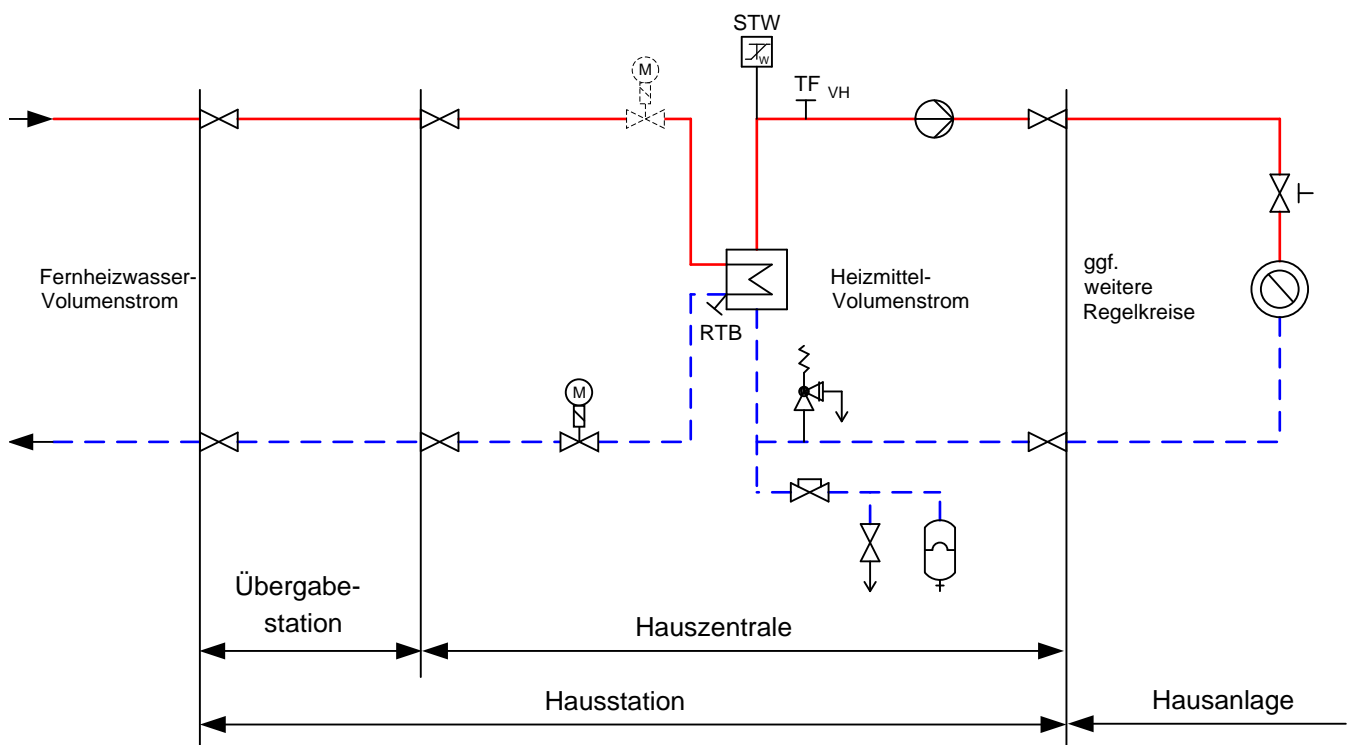 STW
W
M
TF VH
Fernheizwasser-
Volumenstrom
Heizmittel-
Volumenstrom
ggf.
weitere
Regelkreise
RTB
M
Übergabe-
station
Hauszentrale
Hausstation
Hausanlage